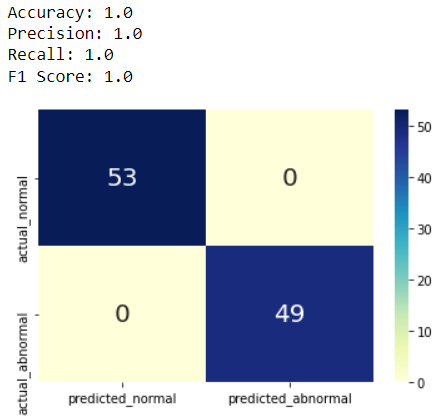 Accuracy: 1.0
Precision: 1.0
Recall: 1.0
F1 Score: 1.0
actual_normal
53
0
50
40
30
20
10
0
actual_abnormal
0
49
predicted_normal
predicted_abnormal